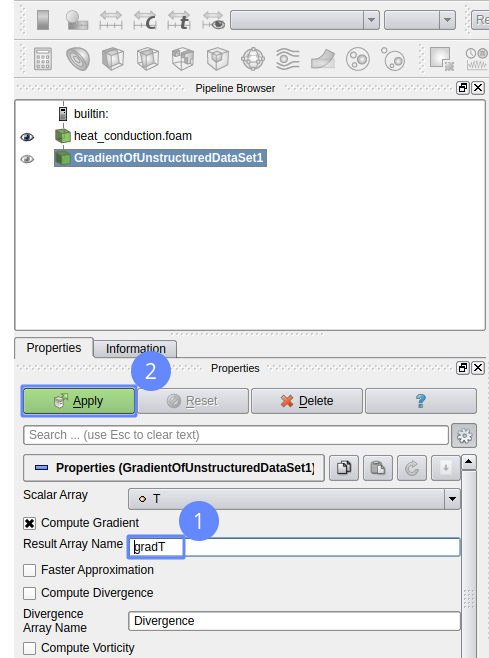 Re
Pipeline Browser
builtin:
heat_conduction.foam
GradientOfUnstructuredDataSet1
Properties Information
Properties
2
Apply Reset Delete ?
Search ... (use Esc to clear text)
Properties (GradientOfUnstructuredDataSet1)
Scalar Array T
1
Compute Gradient
Result Array Name gradT
Faster Approximation
Compute Divergence
Divergence
Array Name Divergence
Compute Vorticity